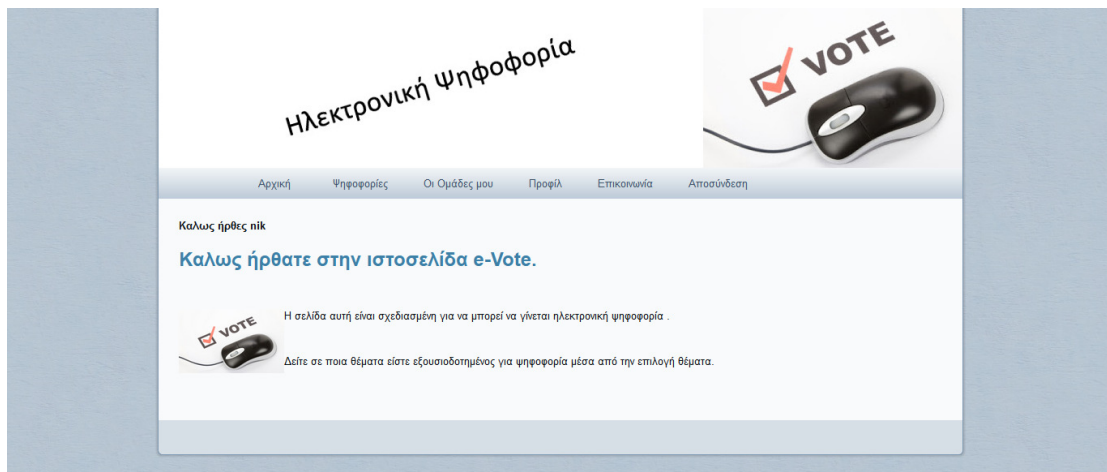 Ηλεκτρονική Ψηφοφορία
VOTE
Αρχική Ψηφοφορίες Οι Ομάδες μου Προφίλ Επικοινωνία Αποσύνδεση
Καλως ήρθες nik
Καλως ήρθατε στην ιστοσελίδα e-Vote.
VOTE
Η σελίδα αυτή είναι σχεδιασμένη για να μπορεί να γίνεται ηλεκτρονική ψηφοφορία .
Δείτε σε ποια θέματα είστε εξουσιοδοτημένος για ψηφοφορία μέσα από την επιλογή θέματα.